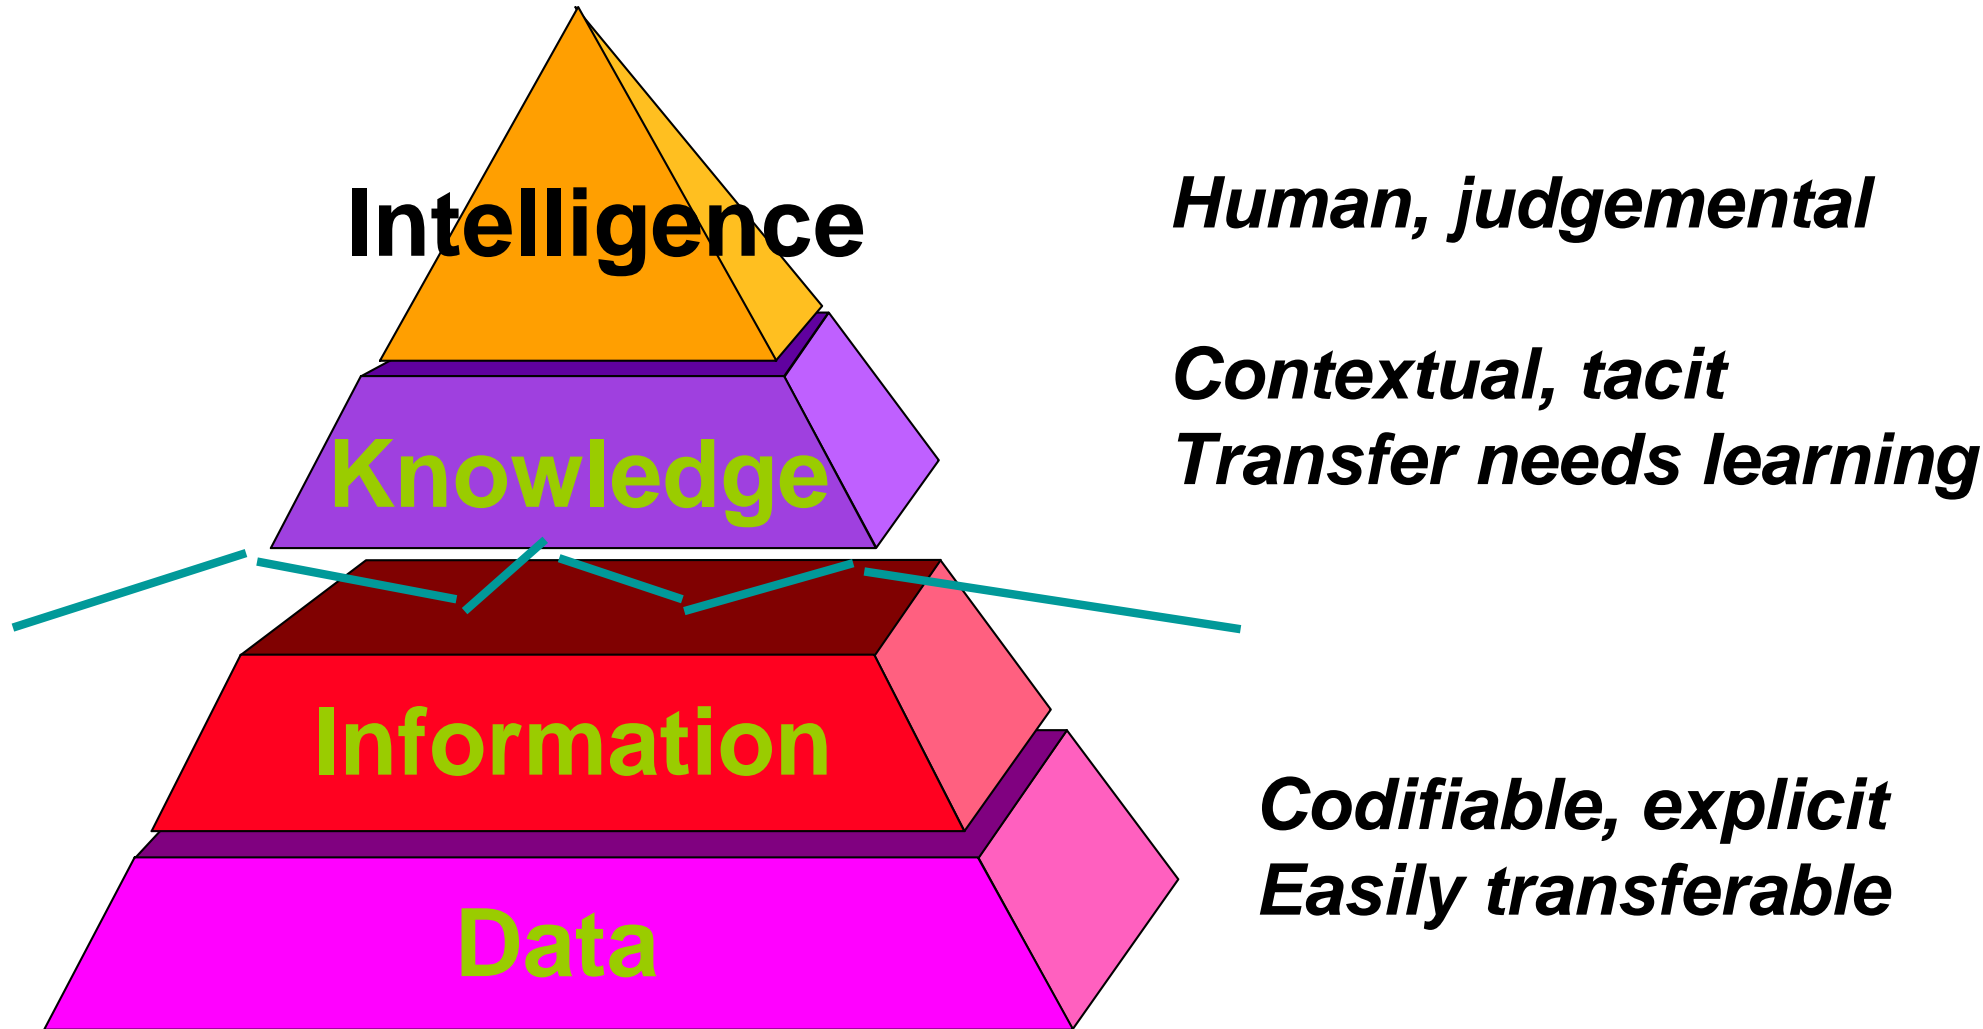 Intelligence
Human, judgemental
Contextual, tacit
Transfer needs learning
Knowledge
Information
Codifiable, explicit
Easily transferable
Data